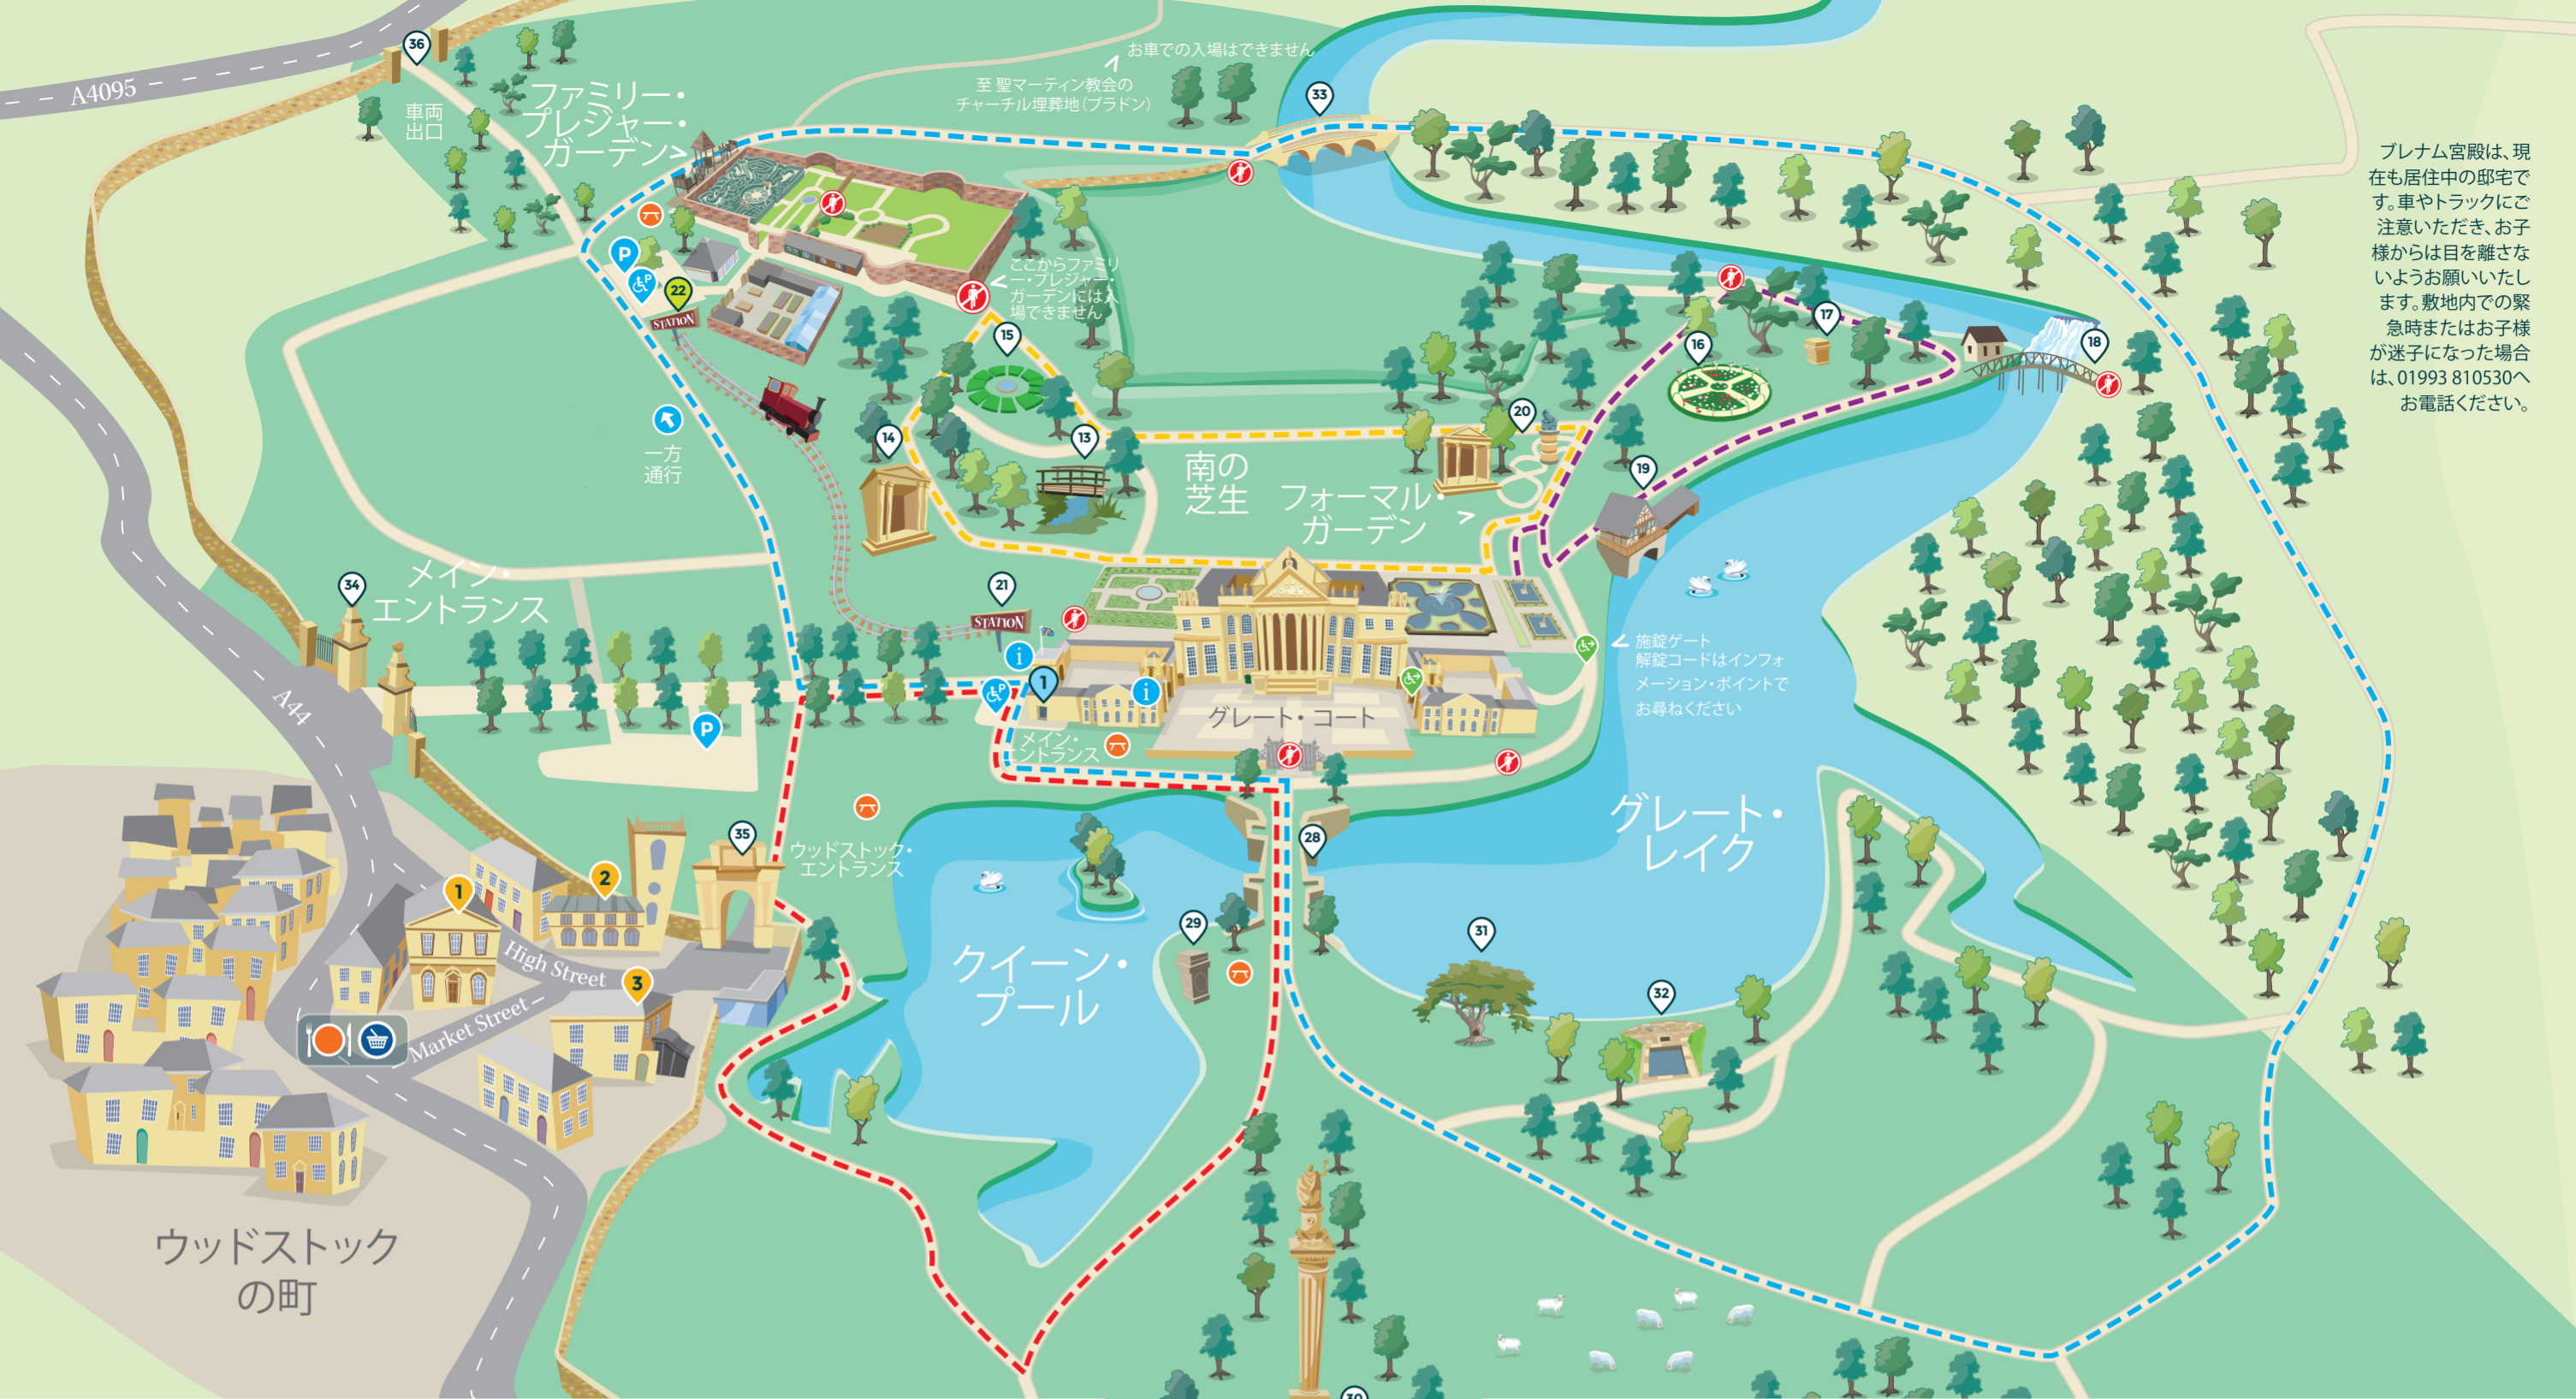 36
A4095
車両
出口
ファミリー・
プレジャー・
ガーデン>
お車での入場はできません
至 聖マーティン教会の
チャーチル埋葬地(ブラドン)
33
ブレナム宮殿は、現
在も居住中の邸宅で
す。車やトラックにご
注意いただき、お子
様からは目を離さな
いようお願いいたし
ます。敷地内での緊
急時またはお子様
が迷子になった場合
は、01993 810530へ
お電話ください。
P
P
22
STATION
ここからファミリ
ー・プレジャー・
ガーデンには入
場できません
15
16
17
18
一方
通行
14
13
20
19
南の
芝生
フォーマル・
ガーデン >
メイン・
エントランス
34
21
STATION
i
P
1
i
グレート・コート
施錠ゲート
解錠コードはインフォ
メーション・ポイントで
お尋ねください
A44
P
メイン・
エントランス
35
ウッドストック・
エントランス
28
グレート・
レイク
1
2
3
High Street
Market Street
クイーン・
プール
29
31
32
ウッドストック
の町
30